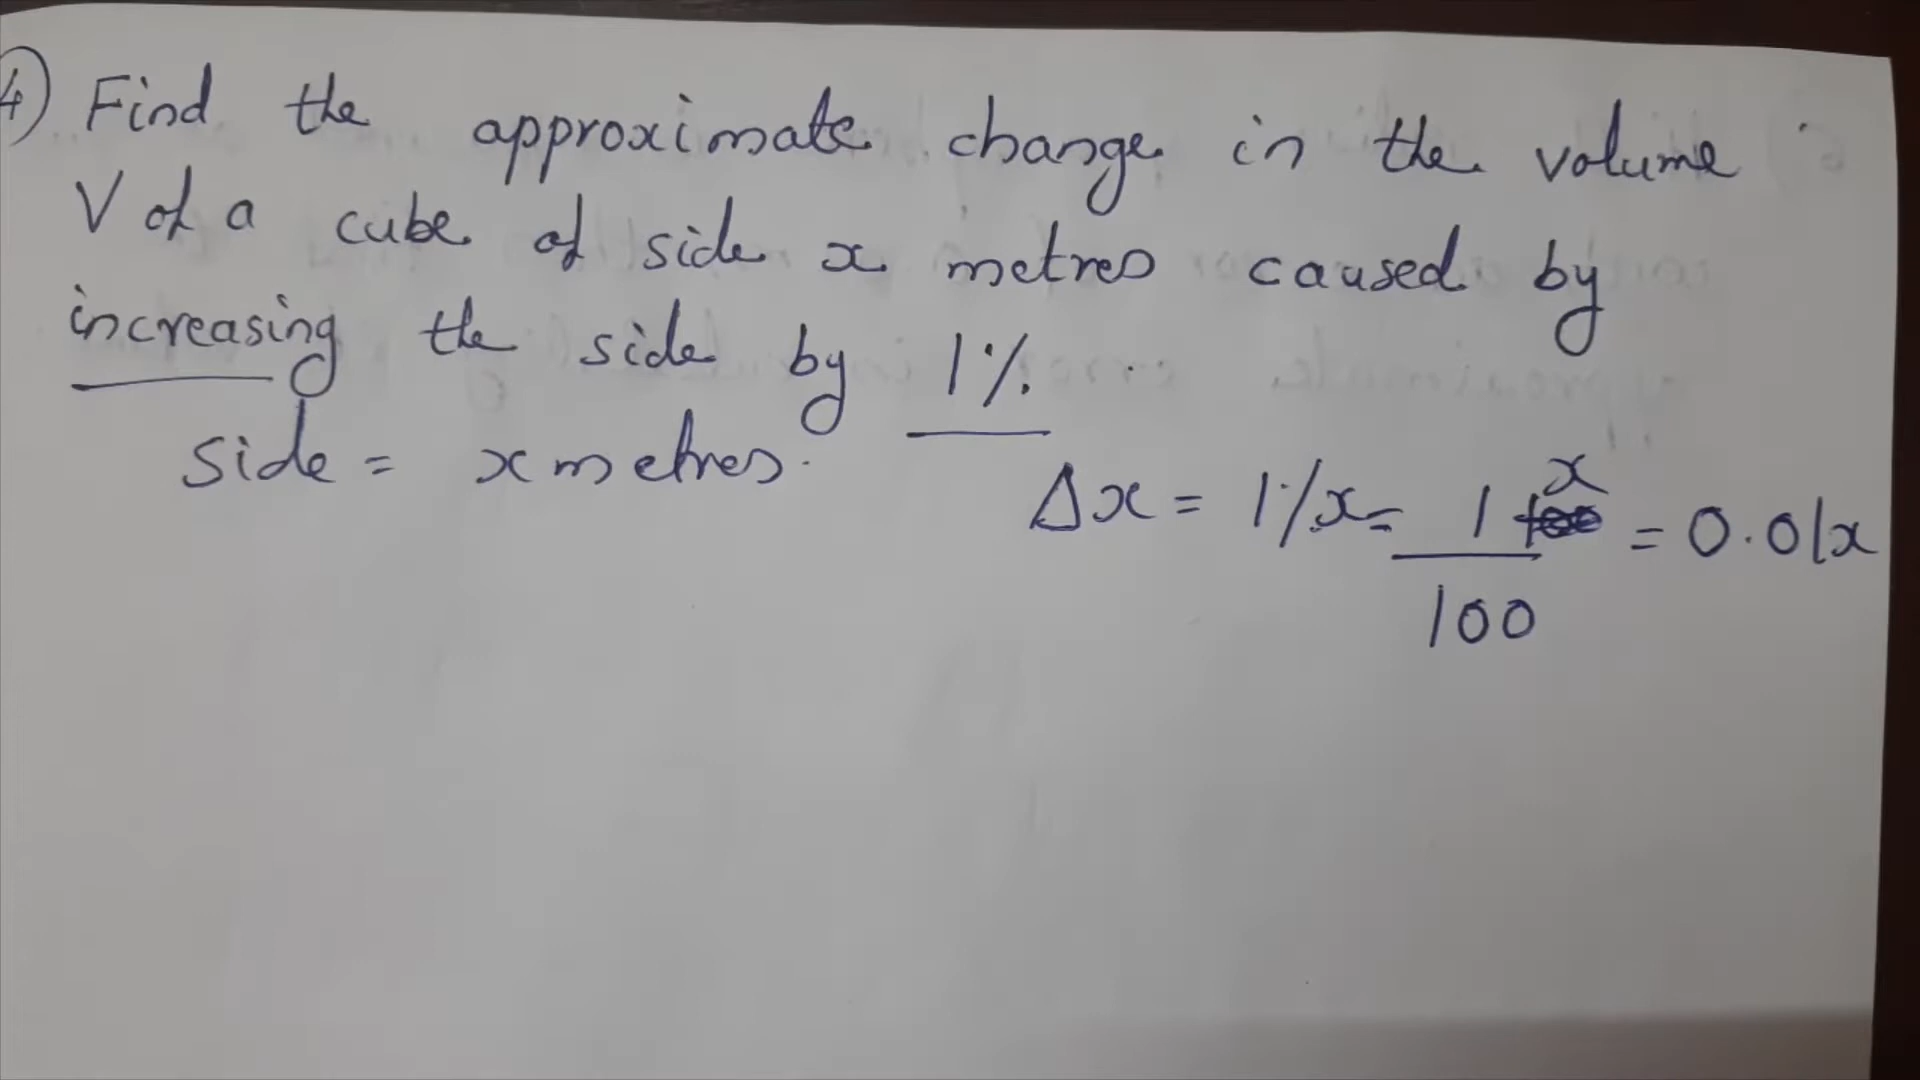 4) Find the approximate change in the volume
V of a cube of side x metres caused by
increasing the side by 1%.
side = x metres.
Δx = 1% x = 1 x / 100 = 0.01x